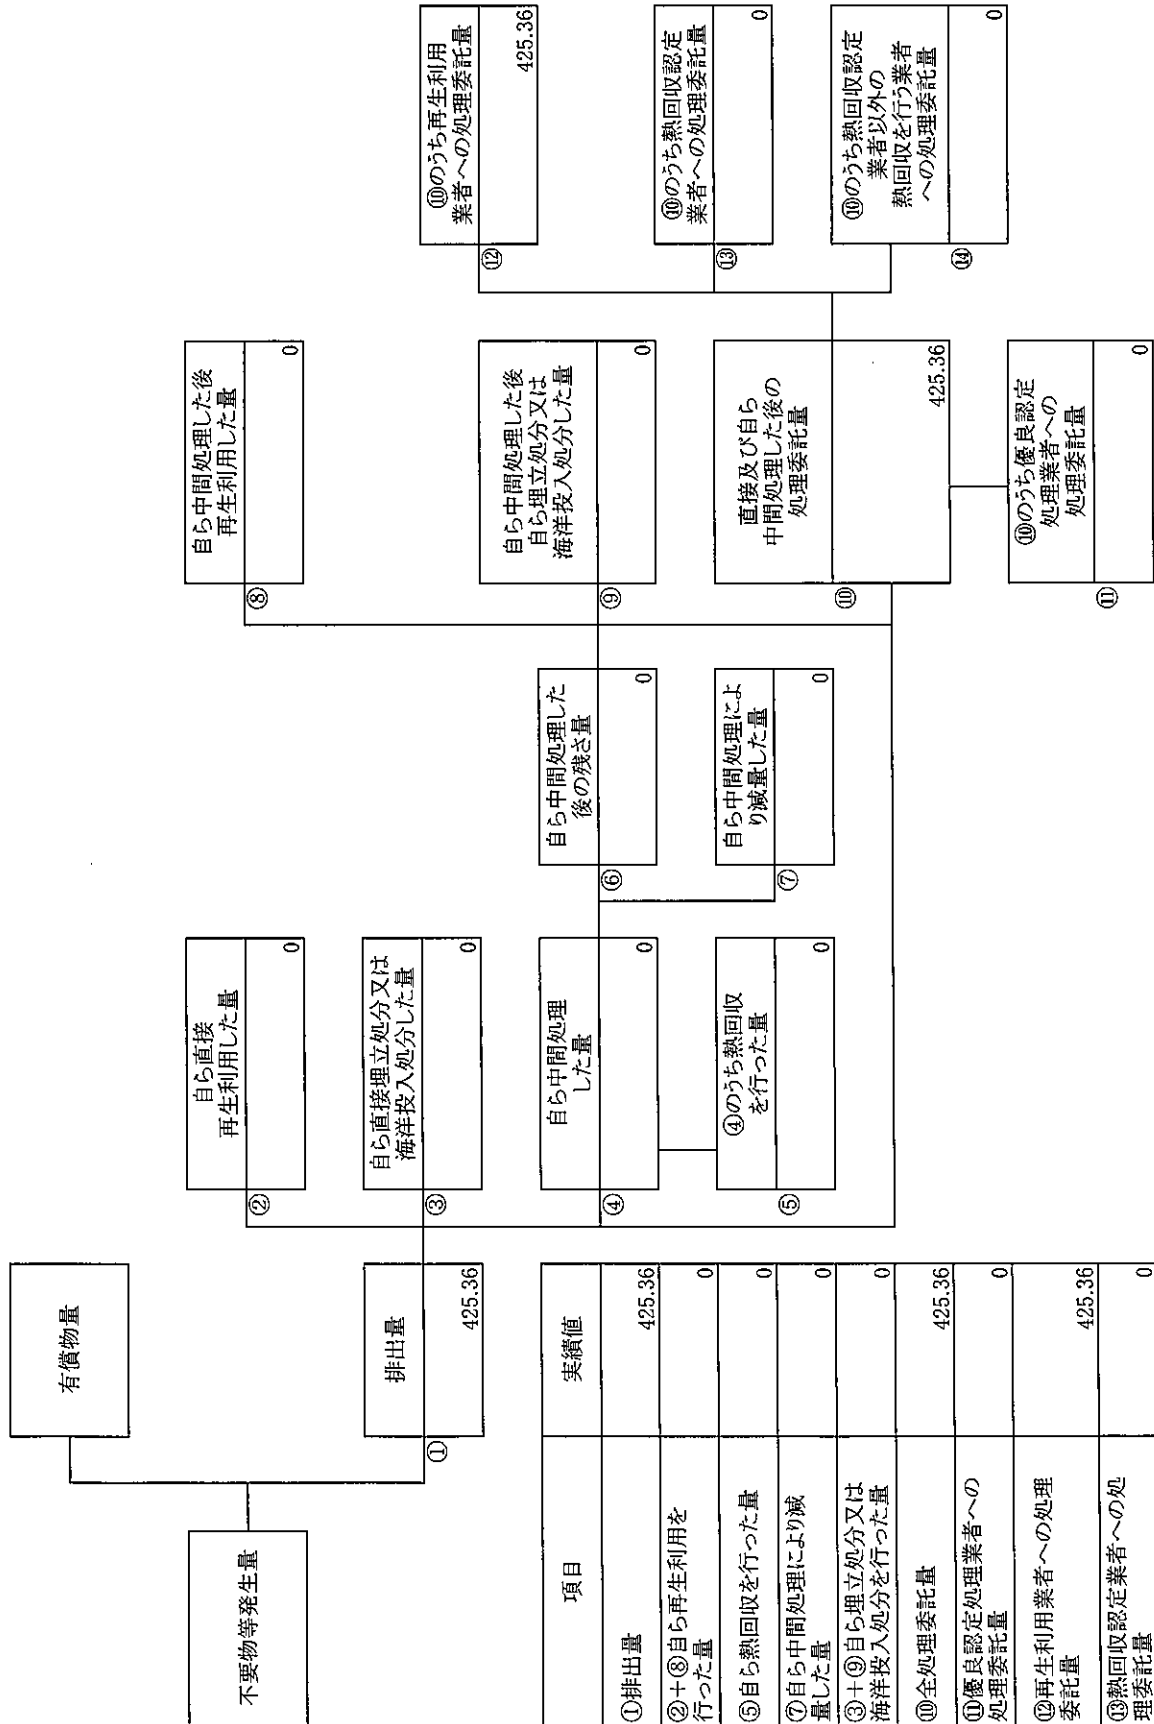 不要物等発生量
有償物量
排出量
①
425.36
自ら直接
再生利用した量
②
0
自ら直接埋立処分又は
海洋投入処分した量
③
0
自ら中間処理
した量
④
0
④のうち熱回収
を行った量
⑤
0
自ら中間処理した
後の残さ量
⑥
0
自ら中間処理によ
り減量した量
⑦
0
自ら中間処理した後
再生利用した量
⑧
0
自ら中間処理した後
自ら埋立処分又は
海洋投入処分した量
⑨
0
直接及び自ら
中間処理した後の
処理委託量
⑩
425.36
⑩のうち優良認定
処理業者への
処理委託量
⑪
0
⑩のうち再生利用
業者への処理委託量
⑫
425.36
⑩のうち熱回収認定
業者への処理委託量
⑬
0
⑩のうち熱回収認定
業者以外の
熱回収を行う業者
への処理委託量
⑭
0
項目 実績値
①排出量 425.36
②+⑧自ら再生利用を
行った量 0
⑤自ら熱回収を行った量 0
⑦自ら中間処理により減
量した量 0
③+⑨自ら埋立処分又は
海洋投入処分を行った量 0
⑩全処理委託量 425.36
⑪優良認定処理業者への
処理委託量 0
⑫再生利用業者への処理
委託量 425.36
⑬熱回収認定業者への処
理委託量 0